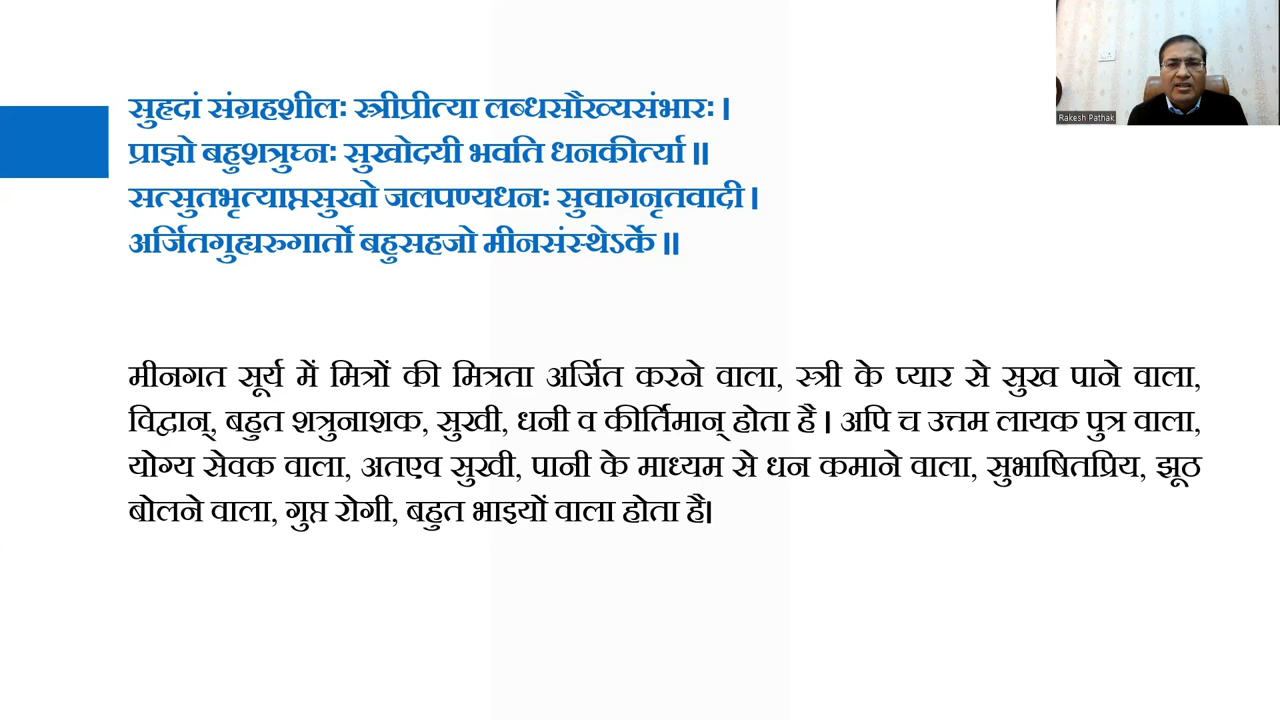 सुहृदां संग्रहशीलः स्त्रीप्रीत्या लब्धसौख्यसंभारः ।
प्राज्ञो बहुशत्रुघ्नः सुखोदयी भवति धनकीर्त्या ॥
सत्सुतभृत्याप्तसुखो जलपण्यधनः सुवागनृतवादी ।
अर्जितगुह्यरुगार्तो बहुसहजो मीनसंस्थेऽर्के ॥
मीनगत सूर्य में मित्रों की मित्रता अर्जित करने वाला, स्त्री के प्यार से सुख पाने वाला,
विद्वान्, बहुत शत्रुनाशक, सुखी, धनी व कीर्तिमान् होता है । अपि च उत्तम लायक पुत्र वाला,
योग्य सेवक वाला, अतएव सुखी, पानी के माध्यम से धन कमाने वाला, सुभाषितप्रिय, झूठ
बोलने वाला, गुप्त रोगी, बहुत भाइयों वाला होता है।
Rakesh Pathak